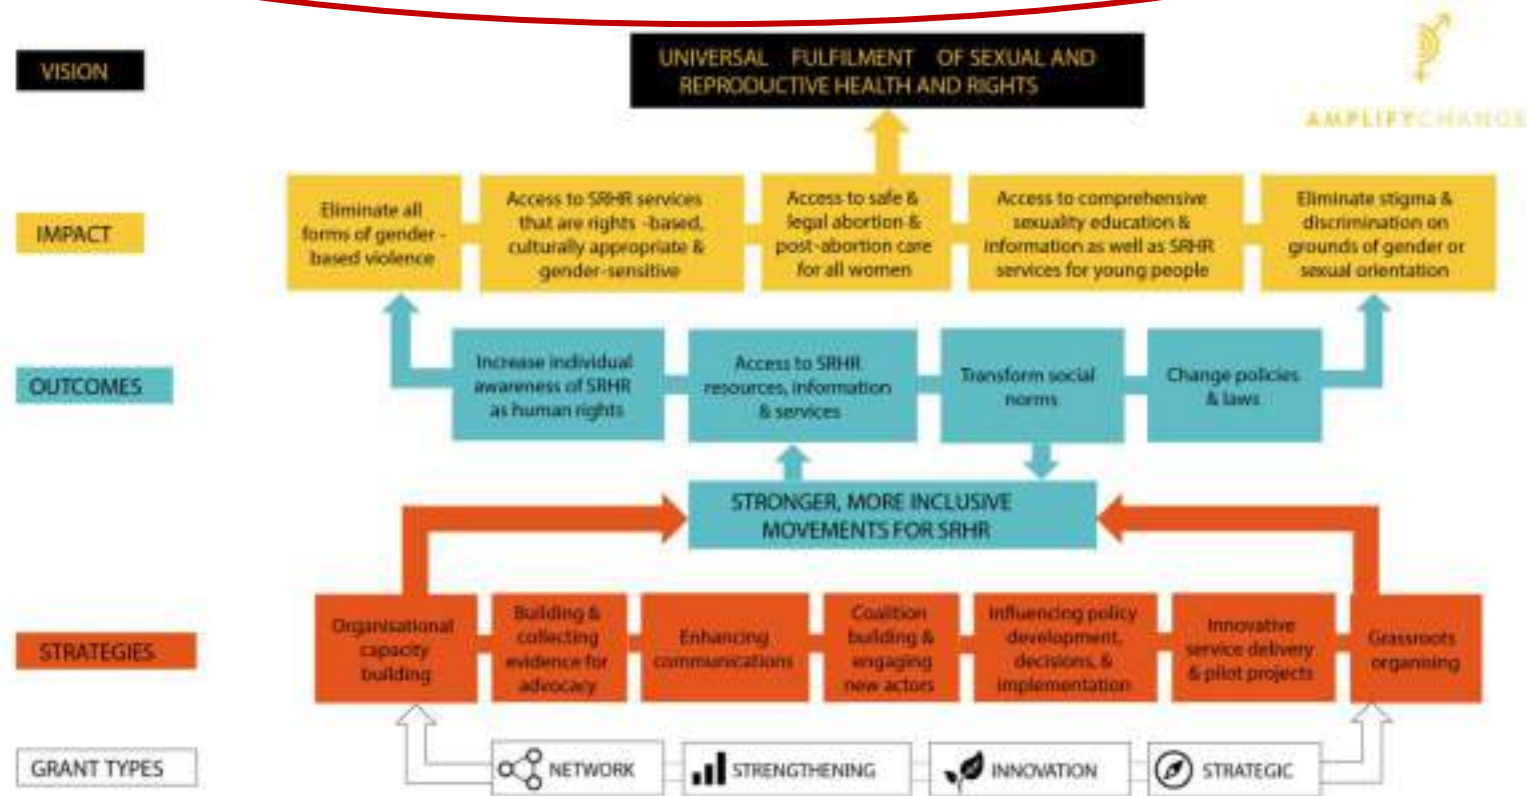 VISION
UNIVERSAL FULFILMENT OF SEXUAL AND
REPRODUCTIVE HEALTH AND RIGHTS
AMPLIFYCHANGE
IMPACT
Eliminate all
forms of gender -
based violence
Access to SRHR services
that are rights -based,
culturally appropriate &
gender-sensitive
Access to safe &
legal abortion &
post-abortion care
for all women
Access to comprehensive
sexuality education &
information as well as SRHR
services for young people
Eliminate stigma &
discrimination on
grounds of gender or
sexual orientation
OUTCOMES
Increase individual
awareness of SRHR
as human rights
Access to SRHR
resources, information
& services
Transform social
norms
Change policies
& laws
STRONGER, MORE INCLUSIVE
MOVEMENTS FOR SRHR
STRATEGIES
Organisational
capacity
building
Building &
collecting
evidence for
advocacy
Enhancing
communications
Coalition
building &
engaging
new actors
Influencing policy
development,
decisions, &
implementation
Innovative
service delivery
& pilot projects
Grassroots
organising
GRANT TYPES
NETWORK
STRENGTHENING
INNOVATION
STRATEGIC